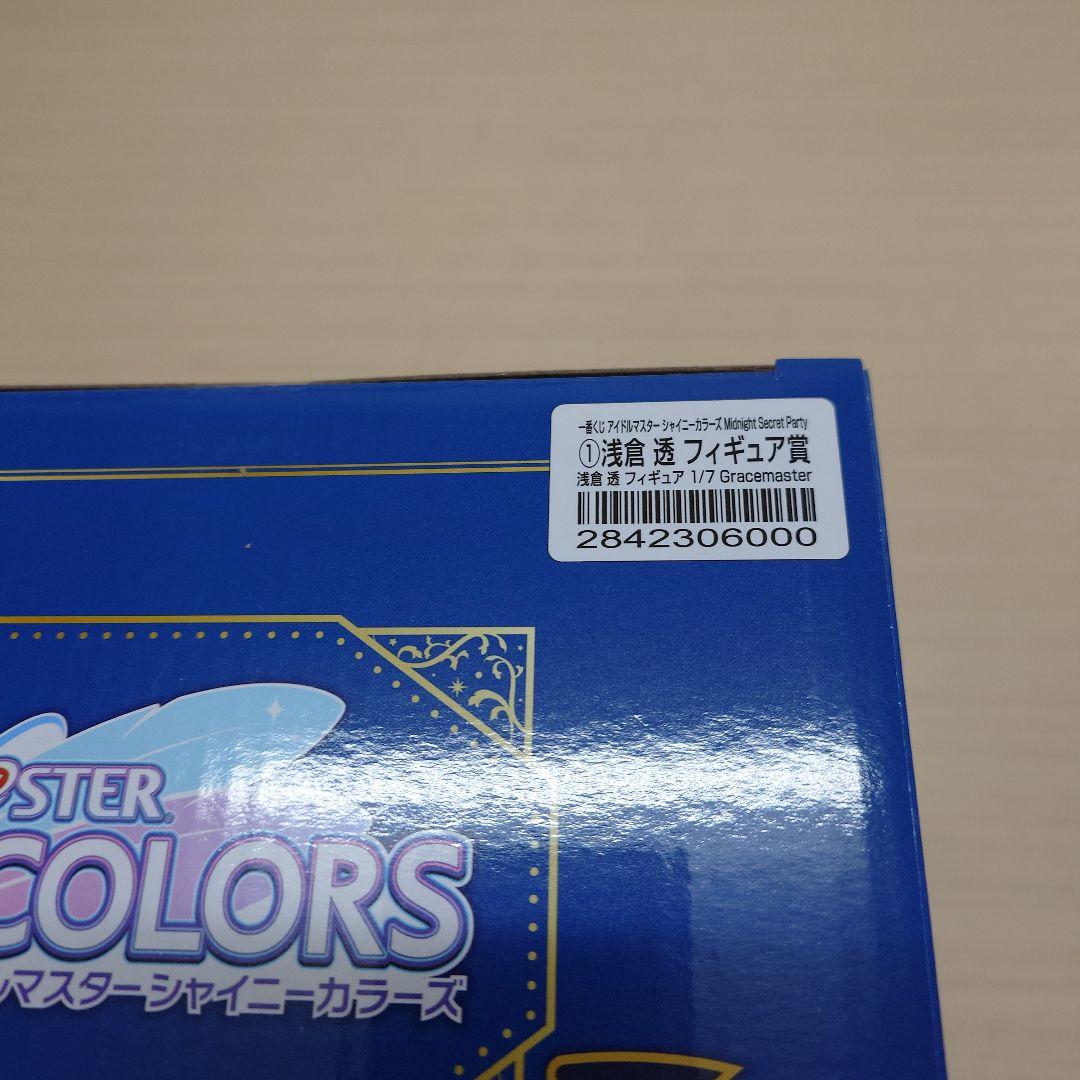 一番くじ アイドルマスター シャイニーカラーズ Midnight Secret Party
①浅倉 透 フィギュア賞
浅倉 透 フィギュア 1/7 Gracemaster
2842306000
STER®
COLORS
ルマスター シャイニーカラーズ